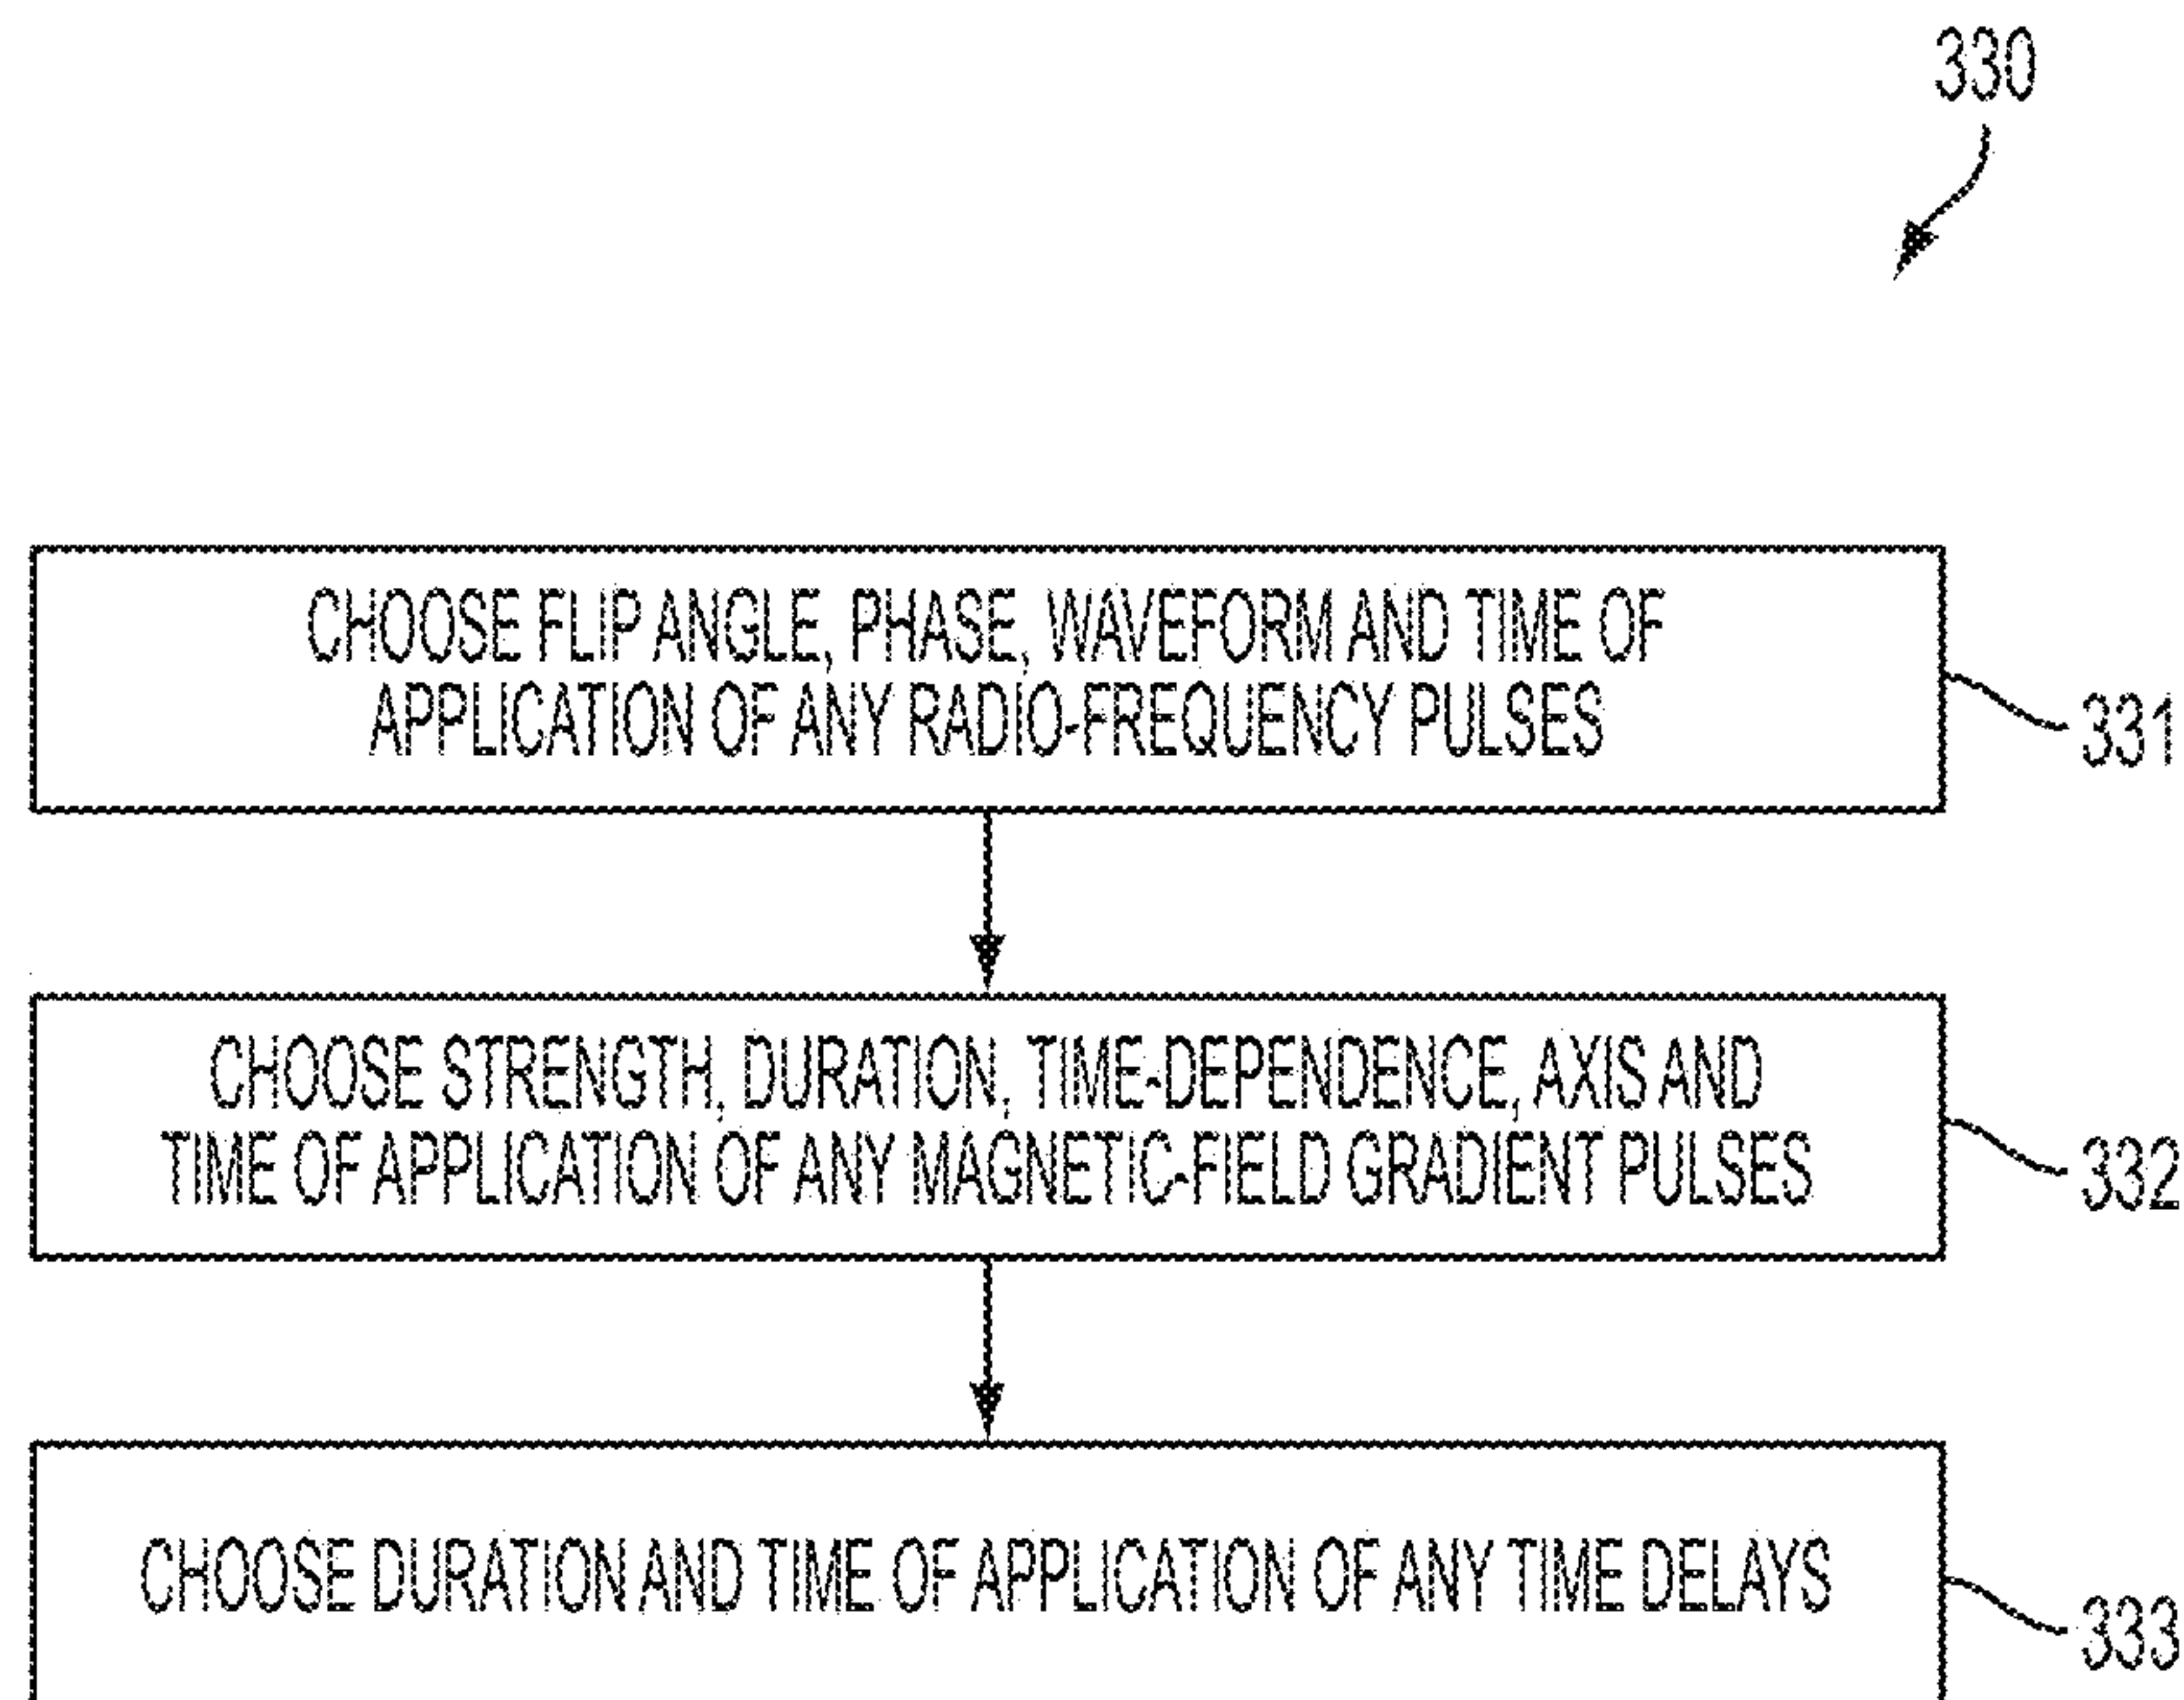 330
CHOOSE FLIP ANGLE, PHASE, WAVEFORM AND TIME OF
APPLICATION OF ANY RADIO-FREQUENCY PULSES
331
CHOOSE STRENGTH, DURATION, TIME-DEPENDENCE, AXIS AND
TIME OF APPLICATION OF ANY MAGNETIC-FIELD GRADIENT PULSES
332
CHOOSE DURATION AND TIME OF APPLICATION OF ANY TIME DELAYS
333